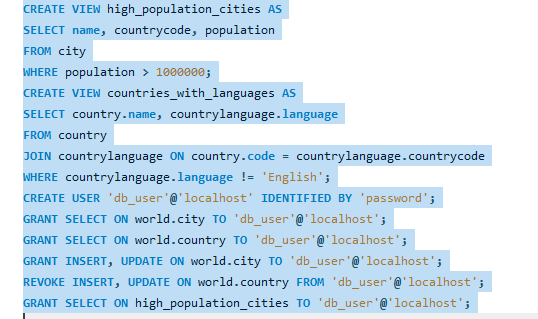 CREATE VIEW high_population_cities AS
SELECT name, countrycode, population
FROM city
WHERE population > 1000000;
CREATE VIEW countries_with_languages AS
SELECT country.name, countrylanguage.language
FROM country
JOIN countrylanguage ON country.code = countrylanguage.countrycode
WHERE countrylanguage.language != 'English';
CREATE USER 'db_user'@'localhost' IDENTIFIED BY 'password';
GRANT SELECT ON world.city TO 'db_user'@'localhost';
GRANT SELECT ON world.country TO 'db_user'@'localhost';
GRANT INSERT, UPDATE ON world.city TO 'db_user'@'localhost';
REVOKE INSERT, UPDATE ON world.country FROM 'db_user'@'localhost';
GRANT SELECT ON high_population_cities TO 'db_user'@'localhost';